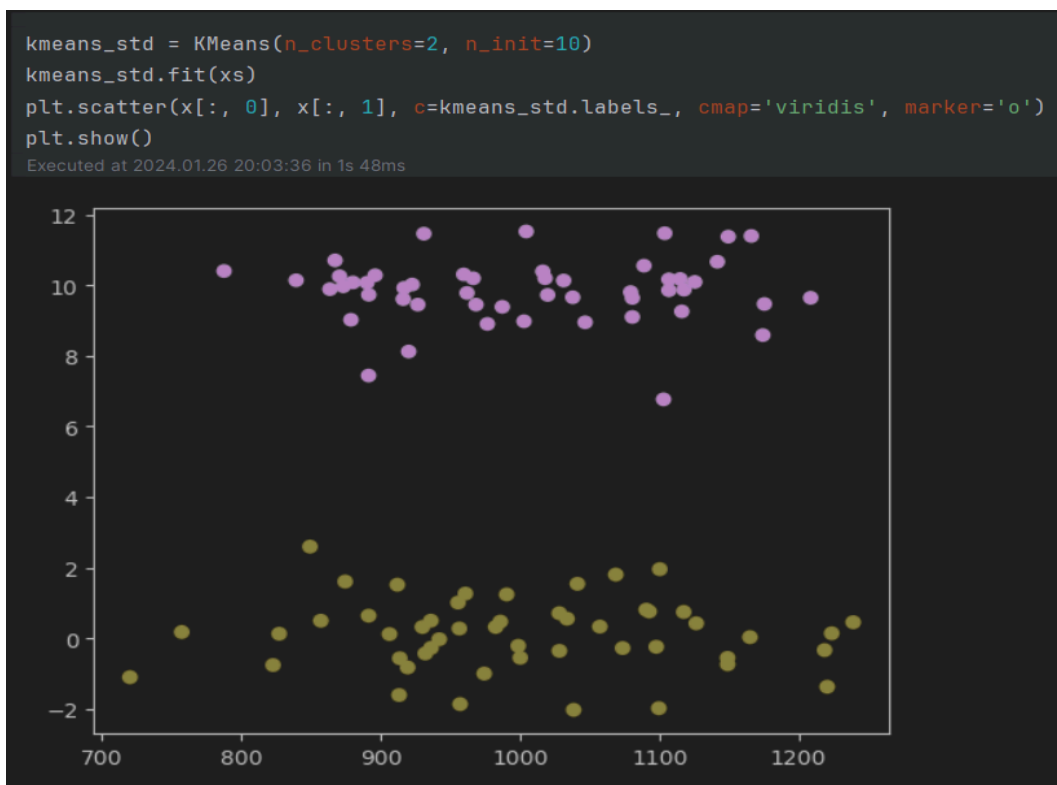 kmeans_std = KMeans(n_clusters=2, n_init=10)
kmeans_std.fit(xs)
plt.scatter(x[:, 0], x[:, 1], c=kmeans_std.labels_, cmap='viridis', marker='o')
plt.show()
Executed at 2024.01.26 20:03:36 in 1s 48ms
12
10
8
6
4
2
0
−2
700 800 900 1000 1100 1200